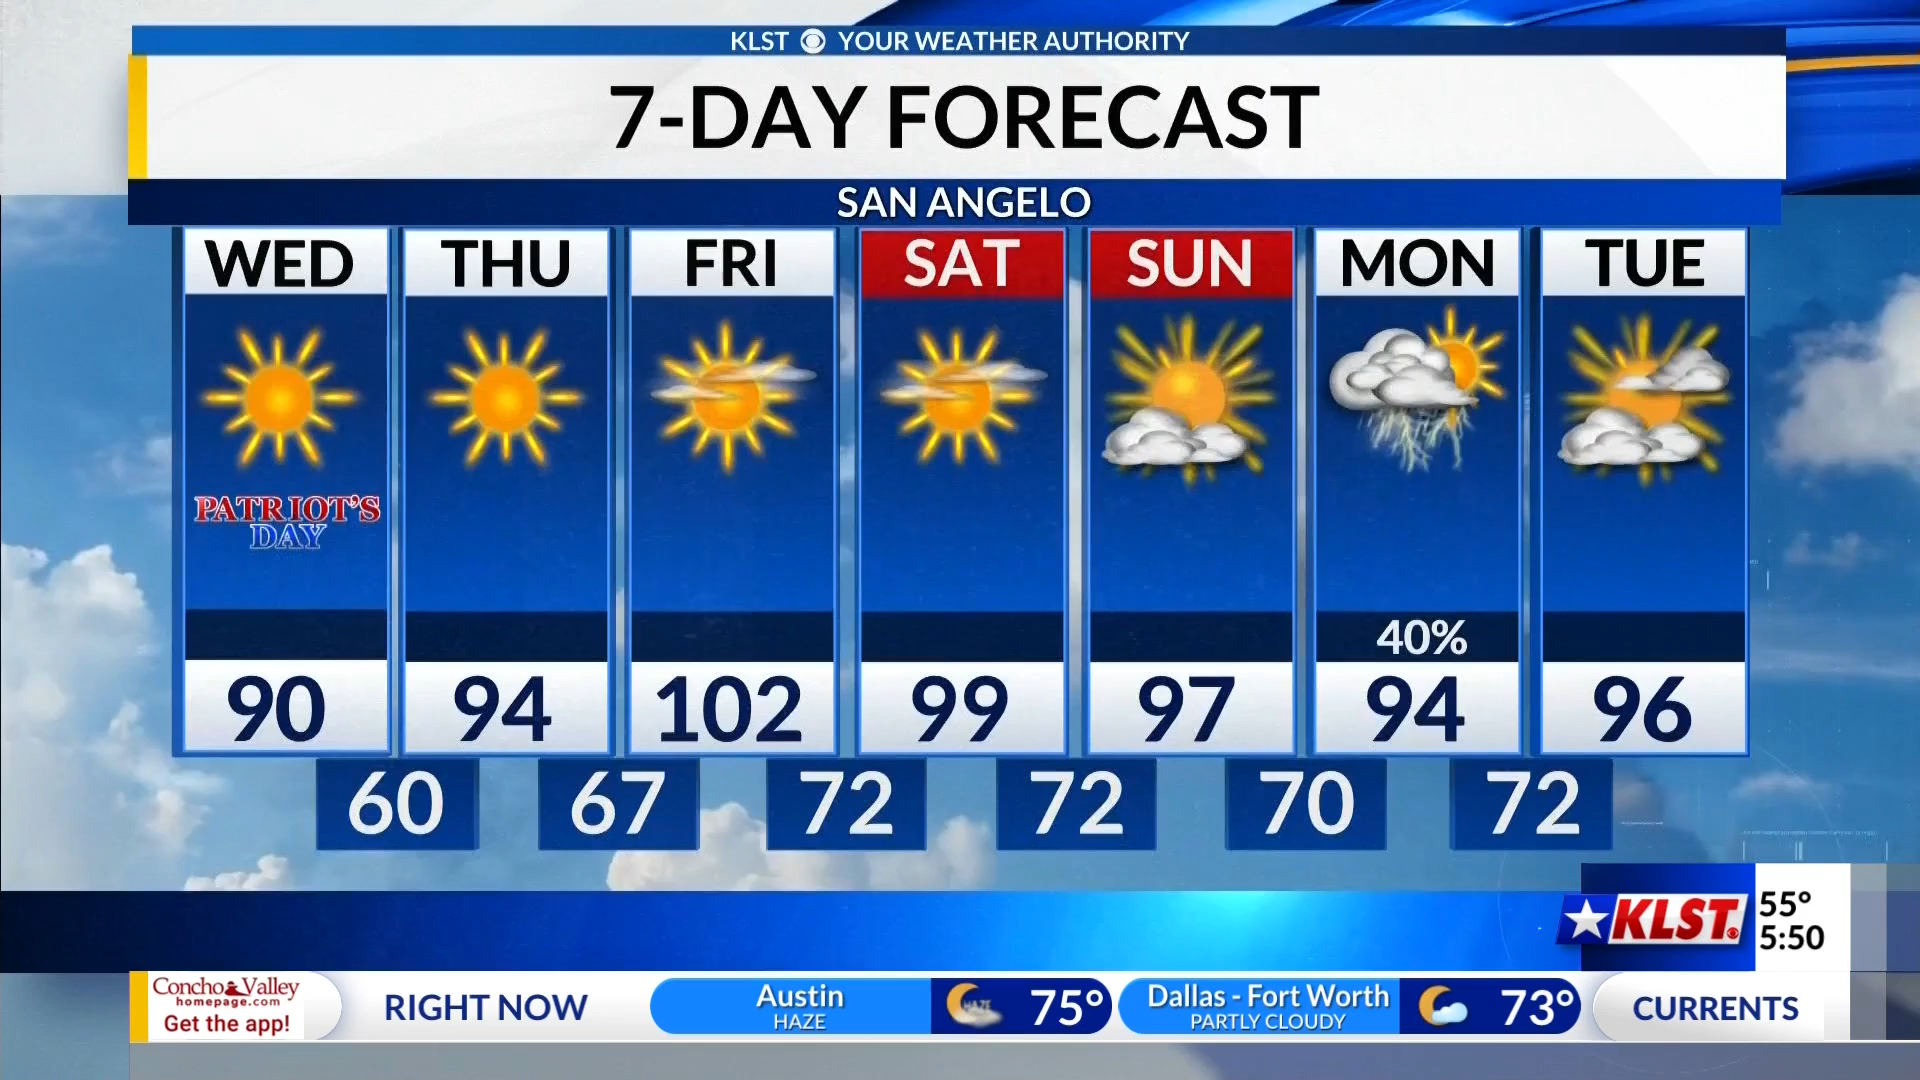 KLST YOUR WEATHER AUTHORITY
7-DAY FORECAST
SAN ANGELO
WED THU FRI SAT SUN MON TUE
PATRIOT'S
DAY
40%
90 94 102 99 97 94 96
60 67 72 72 70 72
KLST 55°
5:50
Concho Valley
homepage.com
Get the app!
RIGHT NOW
Austin
HAZE
HAZE
75°
Dallas - Fort Worth
PARTLY CLOUDY
73°
CURRENTS